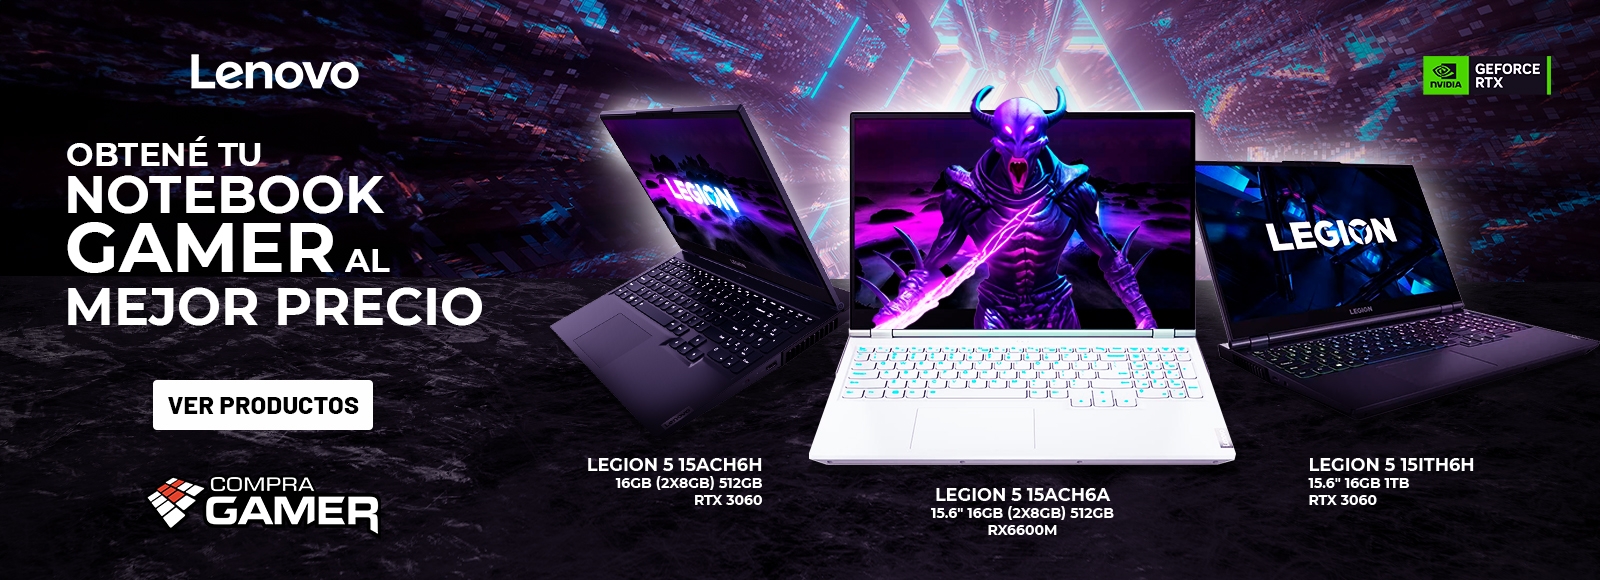 Lenovo
OBTENÉ TU
NOTEBOOK
GAMER AL
MEJOR PRECIO
VER PRODUCTOS
COMPRA
GAMER
LEGION
LEGION
LEGION
LEGION 5 15ACH6H
16GB (2X8GB) 512GB
RTX 3060
LEGION 5 15ACH6A
15.6" 16GB (2X8GB) 512GB
RX6600M
LEGION 5 15ITH6H
15.6" 16GB 1TB
RTX 3060
NVIDIA
GEFORCE
RTX